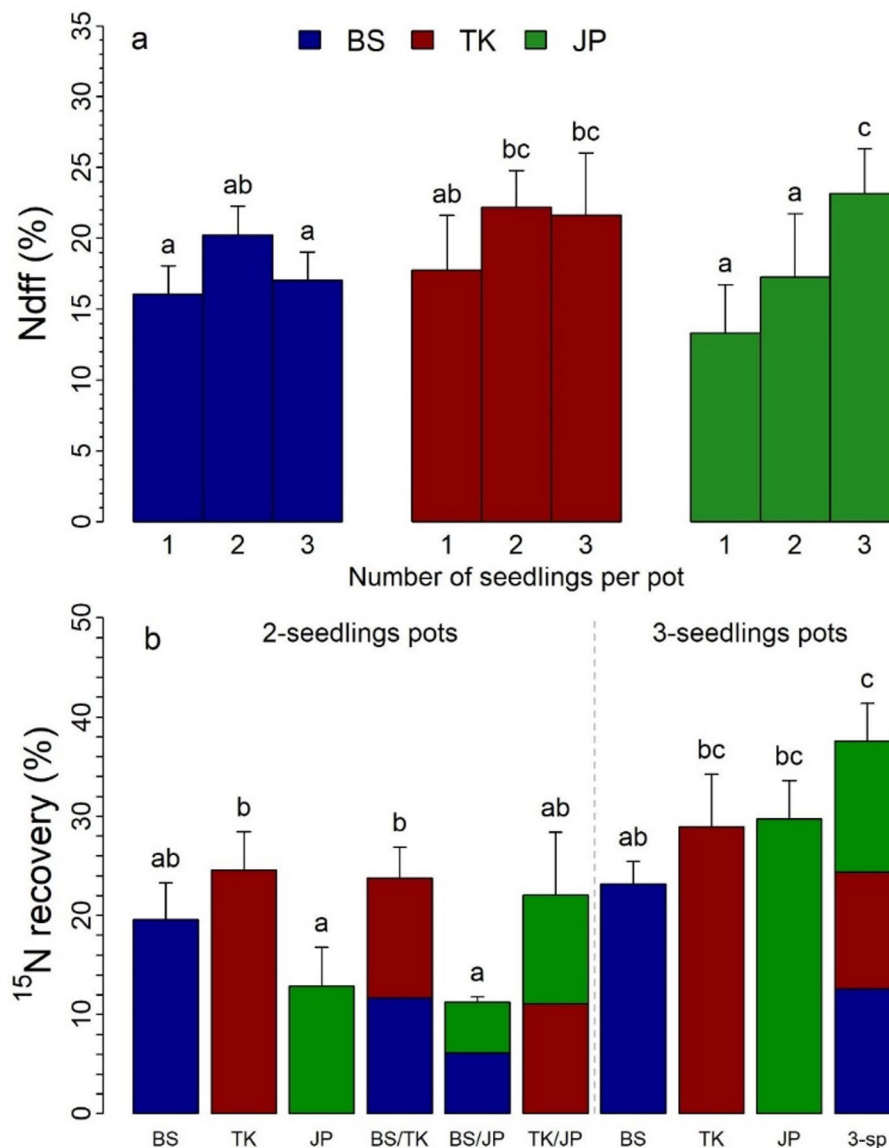 a
BS TK JP
35
30
25
20
15
10
5
0
Ndff (%)
a ab a
ab bc bc
a a c
1 2 3 1 2 3 1 2 3
Number of seedlings per pot
b
2-seedlings pots 3-seedlings pots
50
40
30
20
10
0
¹⁵N recovery (%)
ab b a b a ab ab bc bc c
BS TK JP BS/TK BS/JP TK/JP BS TK JP 3-sp